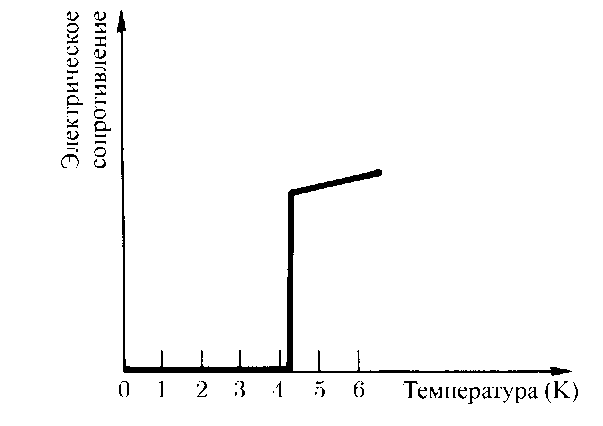 Электрическое
сопротивление
0 1 2 3 4 5 6 Температура (K)